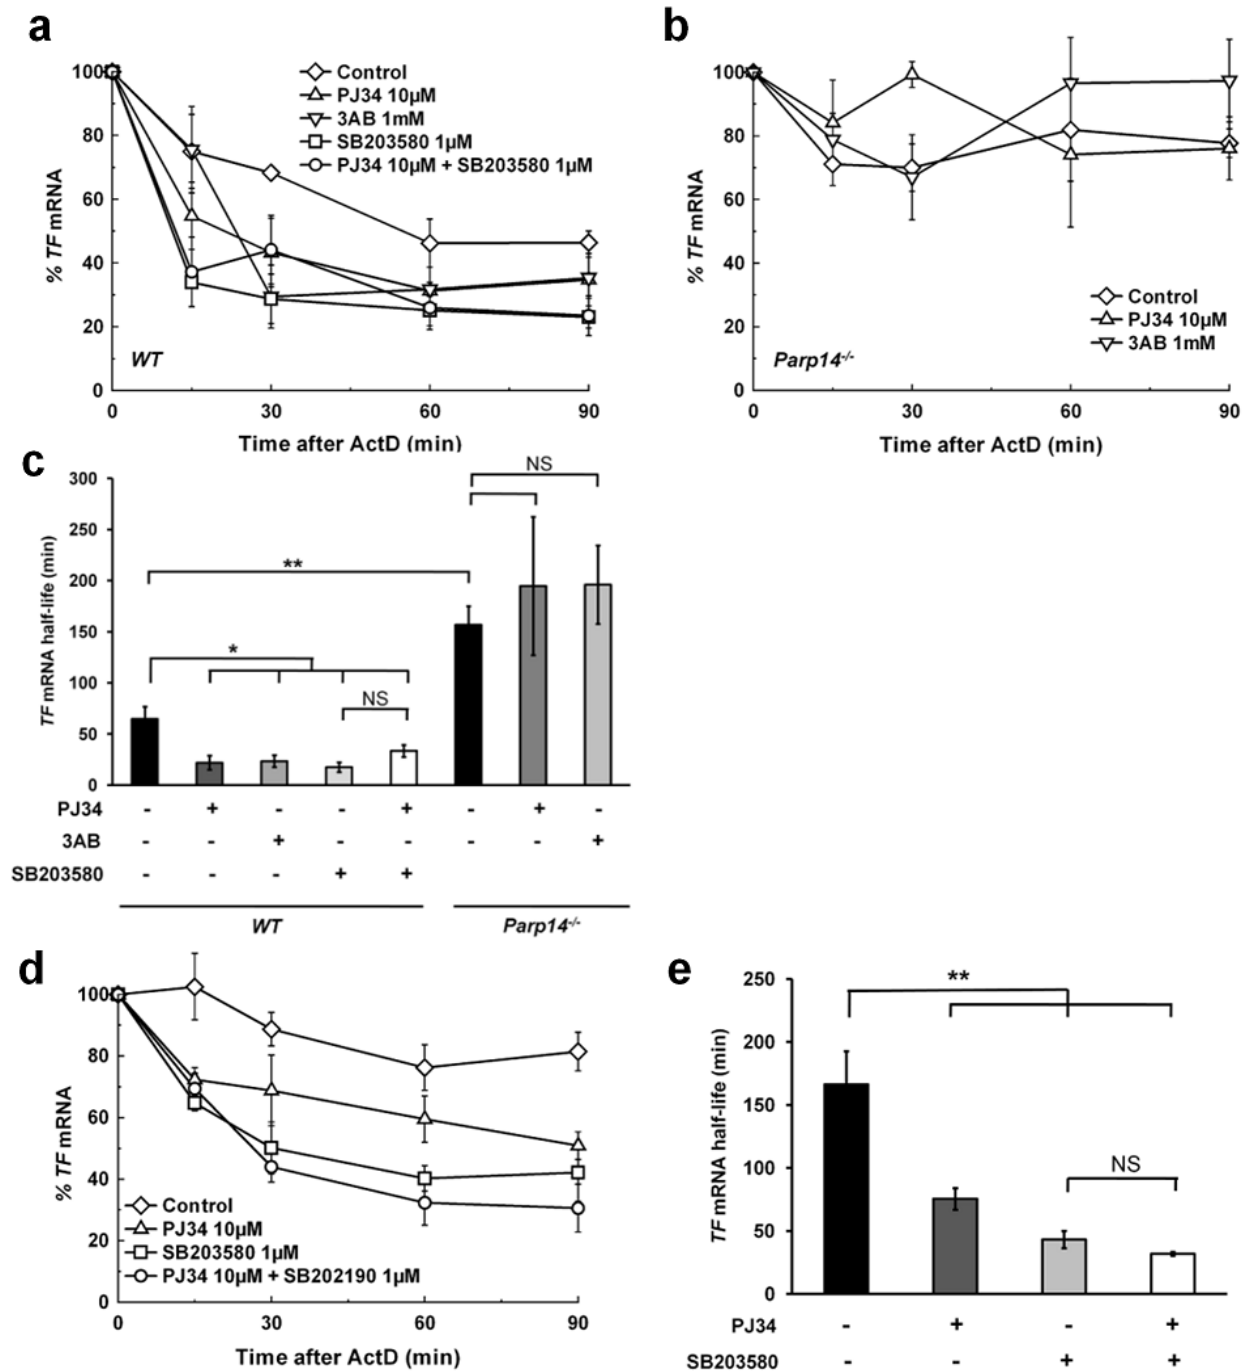 a
100
80
60
40
20
0
% TF mRNA
Control
PJ34 10µM
3AB 1mM
SB203580 1µM
PJ34 10µM + SB203580 1µM
WT
0 30 60 90
Time after ActD (min)
b
100
80
60
40
20
0
% TF mRNA
Control
PJ34 10µM
3AB 1mM
Parp14-/-
0 30 60 90
Time after ActD (min)
c
300
250
200
150
100
50
0
TF mRNA half-life (min)
NS
**
*
NS
PJ34 - + - - + - + -
3AB - - + - - - - +
SB203580 - - - + +
WT Parp14-/-
d
100
80
60
40
20
0
% TF mRNA
Control
PJ34 10µM
SB203580 1µM
PJ34 10µM + SB202190 1µM
0 30 60 90
Time after ActD (min)
e
250
200
150
100
50
0
TF mRNA half-life (min)
**
NS
PJ34 - + - +
SB203580 - - + +